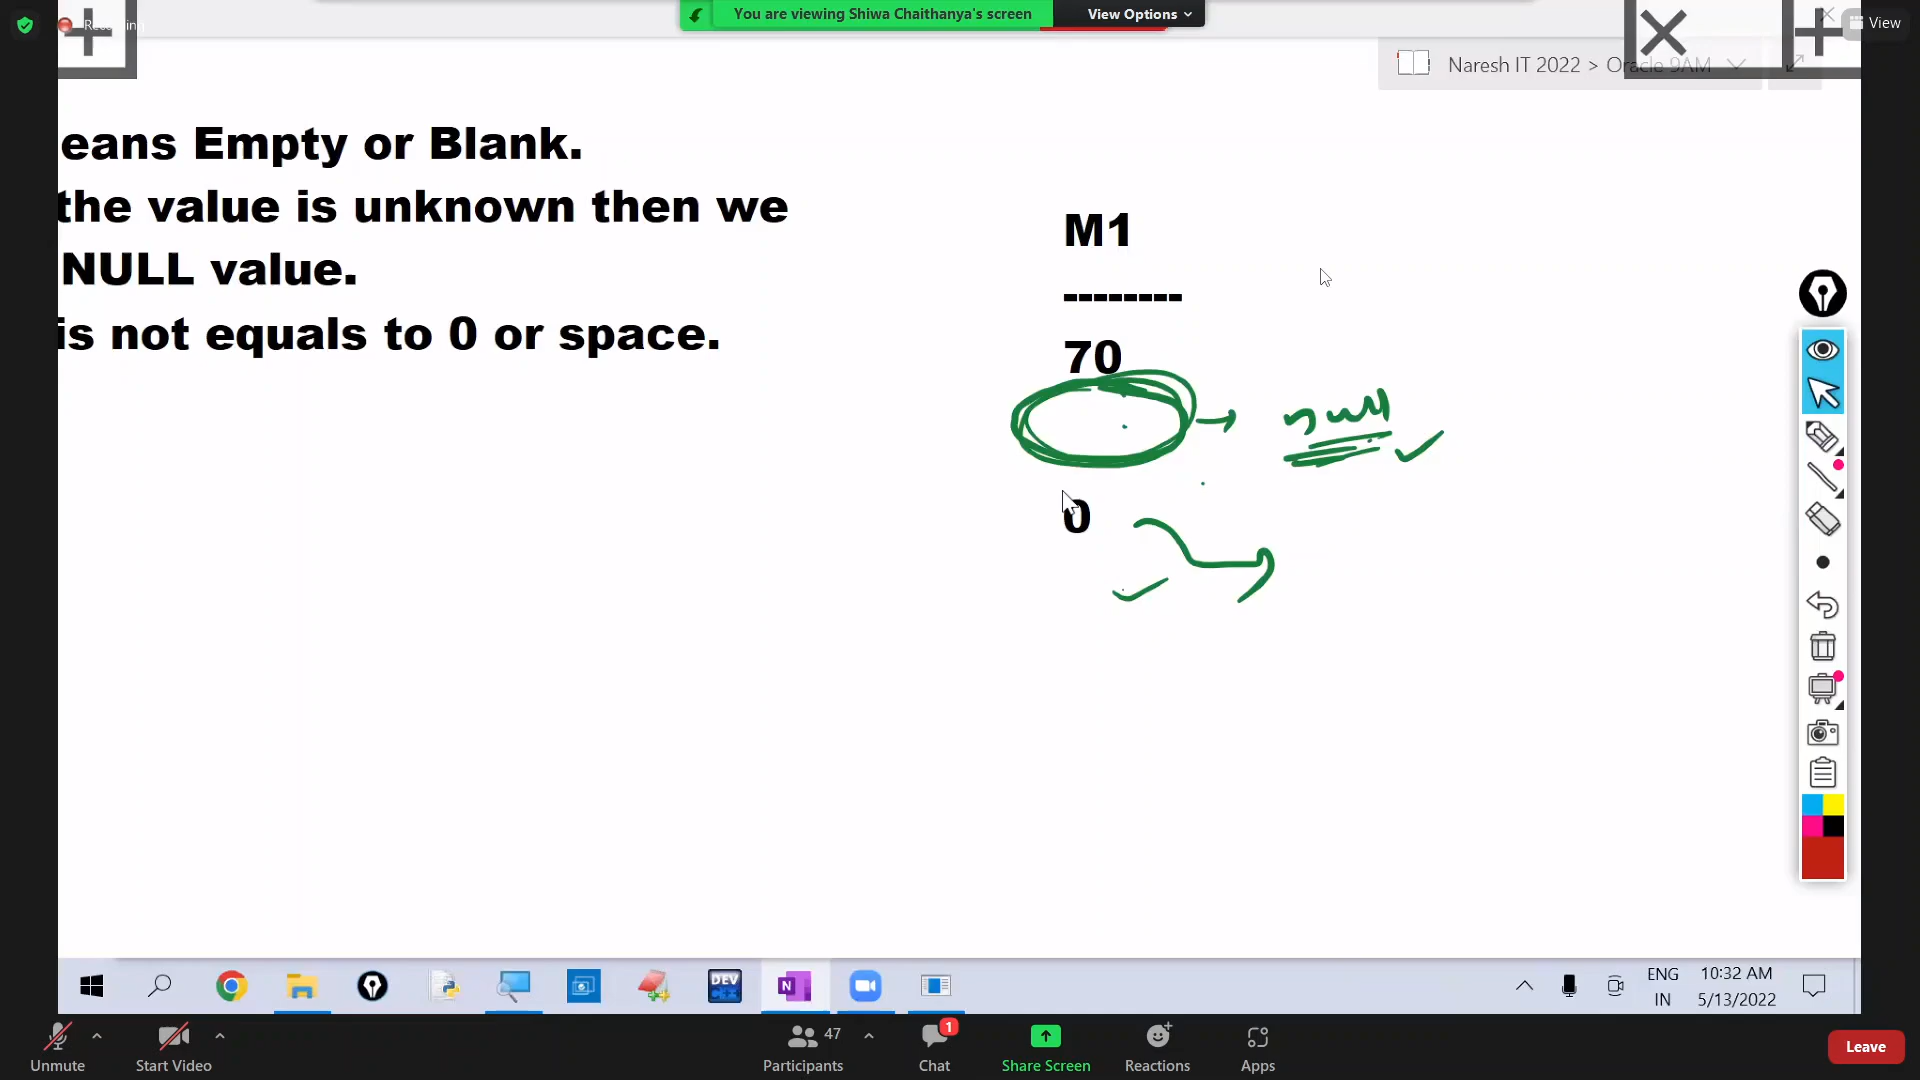 You are viewing Shiwa Chaithanya's screen
View Options
View
Naresh IT 2022 > Oracle 9AM
eans Empty or Blank.
the value is unknown then we
NULL value.
is not equals to 0 or space.
M1
--------
70
null
0
DEV
N
ENG
IN
10:32 AM
5/13/2022
Unmute
Start Video
Participants
47
Chat
1
Share Screen
Reactions
Apps
Leave